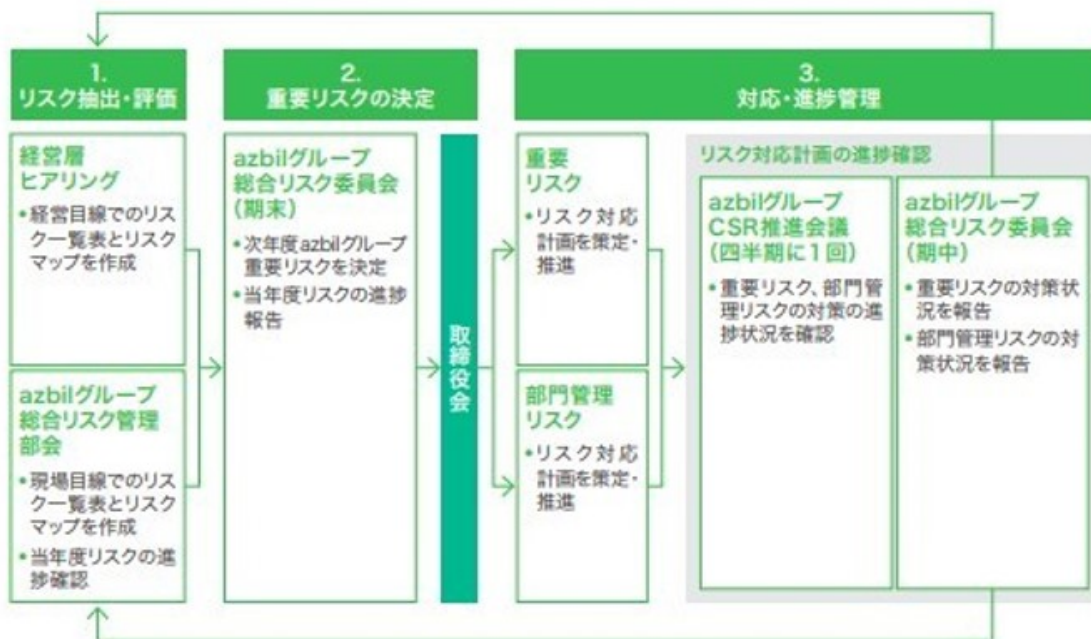 1.
リスク抽出・評価
経営層
ヒアリング
•経営目線でのリス
ク一覧表とリスク
マップを作成
azbilグループ
総合リスク管理
部会
•現場目線でのリス
ク一覧表とリスク
マップを作成
•当年度リスクの進
捗確認
2.
重要リスクの決定
azbilグループ
総合リスク委員会
(期末)
•次年度azbilグループ
重要リスクを決定
•当年度リスクの進捗
報告
取締役会
3.
対応・進捗管理
重要
リスク
•リスク対応
計画を策定・
推進
部門管理
リスク
•リスク対応
計画を策定・
推進
リスク対応計画の進捗確認
azbilグループ
CSR推進会議
(四半期に1回)
•重要リスク、部門管
理リスクの対策の進
捗状況を確認
azbilグループ
総合リスク委員会
(期中)
•重要リスクの対策状
況を報告
•部門管理リスクの対
策状況を報告